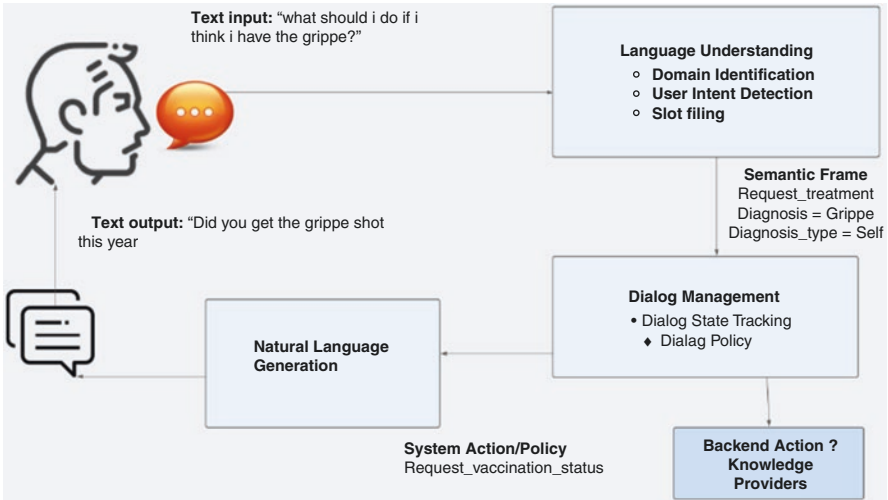 Text input: “what should i do if i
think i have the grippe?”
Language Understanding
Domain Identification
User Intent Detection
Slot filing
Semantic Frame
Request_treatment
Diagnosis = Grippe
Diagnosis_type = Self
Text output: “Did you get the grippe shot
this year
Dialog Management
• Dialog State Tracking
♦ Dialag Policy
Natural Language
Generation
System Action/Policy
Request_vaccination_status
Backend Action ?
Knowledge
Providers